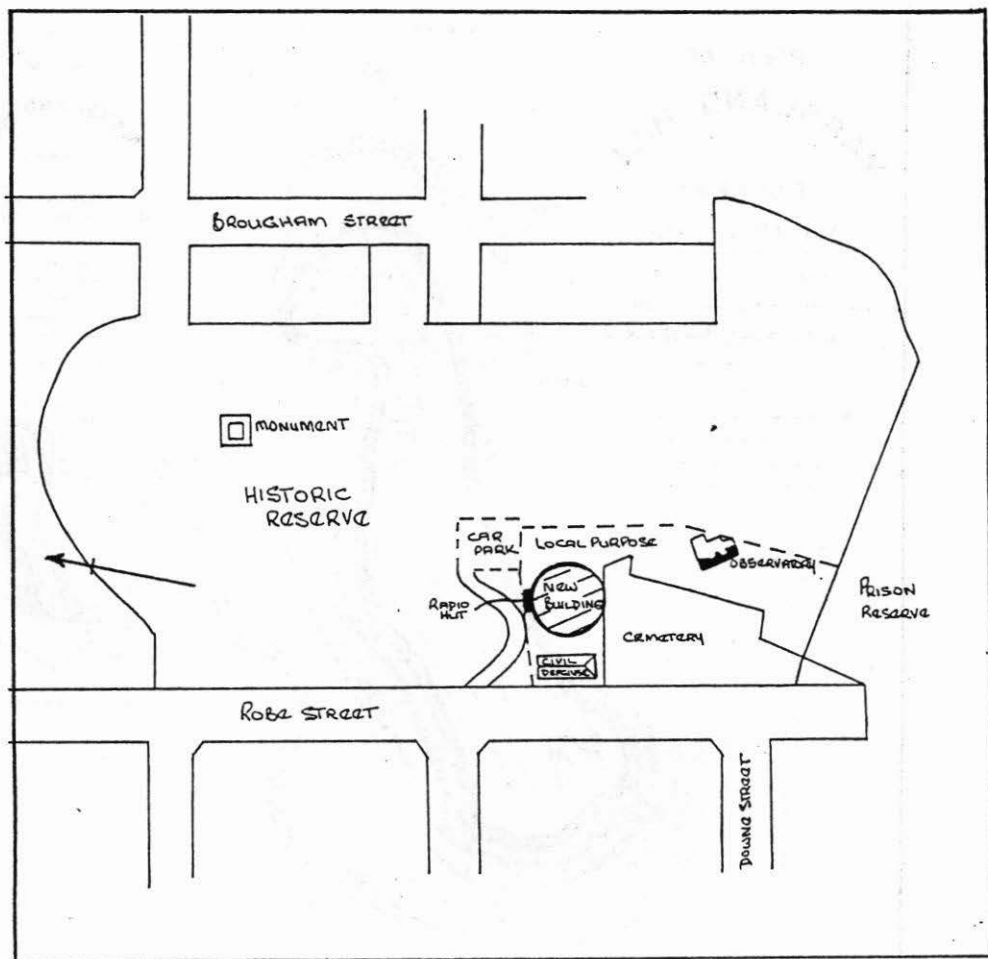 BROUGHAM STREET
MONUMENT
HISTORIC
RESERVE
CAR
PARK
LOCAL PURPOSE
OBSERVATORY
NEW
BUILDING
RADIO
HUT
PRISON
RESERVE
CEMETERY
CIVIL
DEFENSE
ROBE STREET
DOWNE STREET